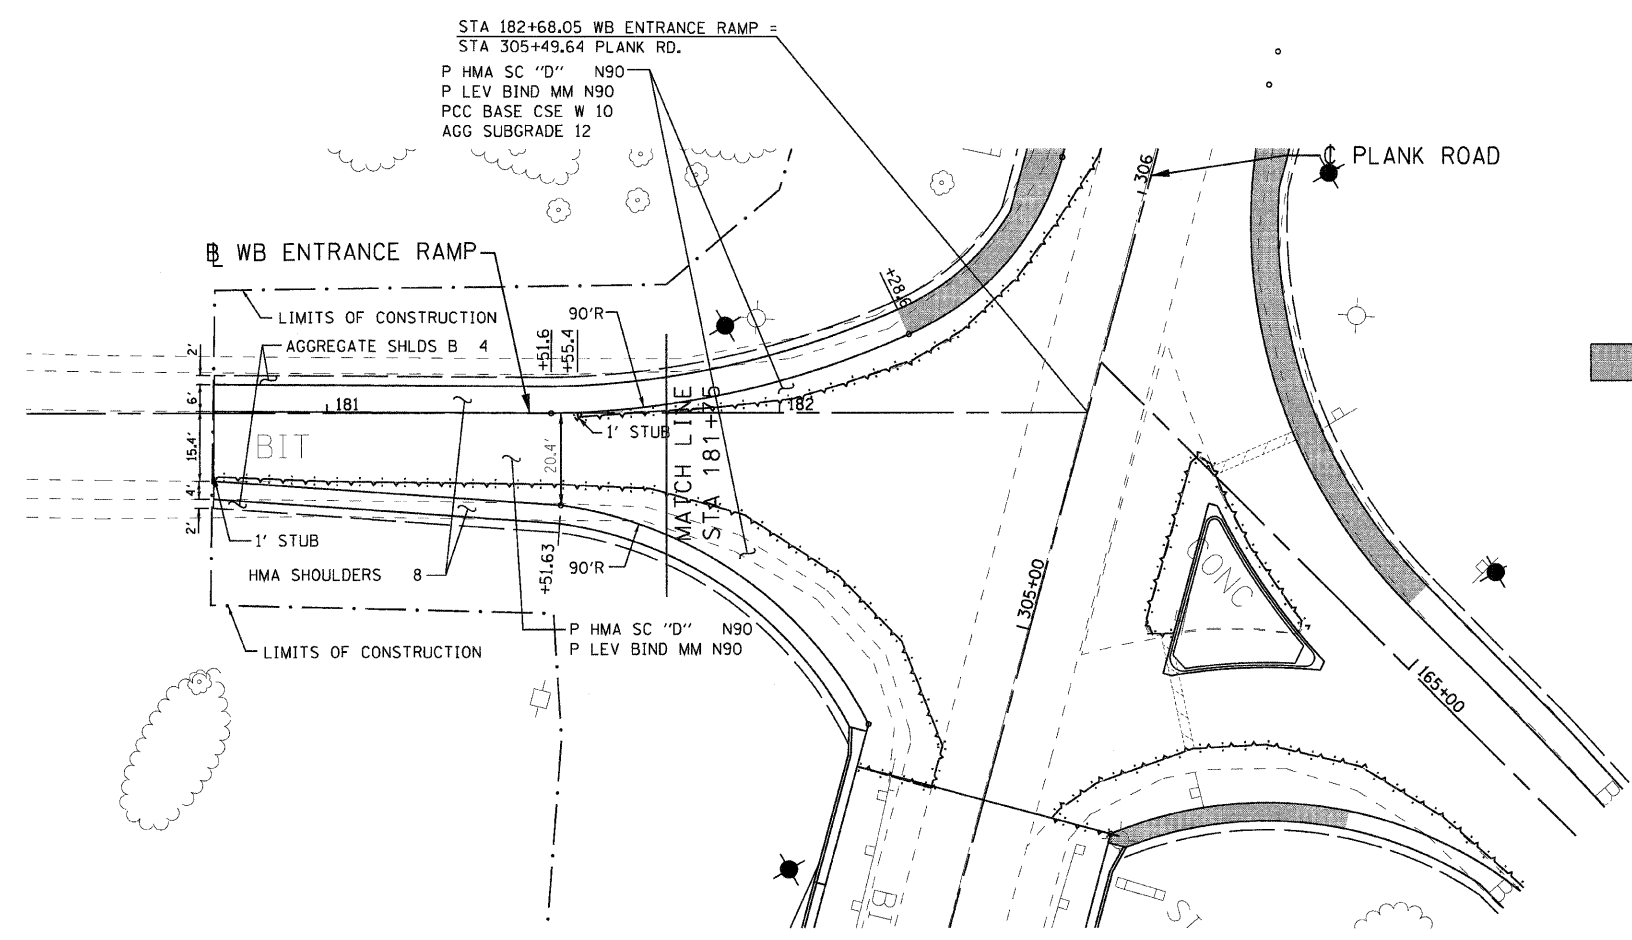 STA 182+68.05 WB ENTRANCE RAMP =
STA 305+49.64 PLANK RD.
P HMA SC "D" N90
P LEV BIND MM N90
PCC BASE CSE W 10
AGG SUBGRADE 12
306
℄ PLANK ROAD
B̲L WB ENTRANCE RAMP
+28.6
LIMITS OF CONSTRUCTION
90'R
AGGREGATE SHLDS B 4
+51.6
+55.4
2'
6'
181
182
15.4'
BIT
1' STUB
20.4'
MATCH LINE
STA 181+75
4'
2'
1' STUB
HMA SHOULDERS 8
+51.63
90'R
CONC
305+00
P HMA SC "D" N90
P LEV BIND MM N90
LIMITS OF CONSTRUCTION
165+00
BI